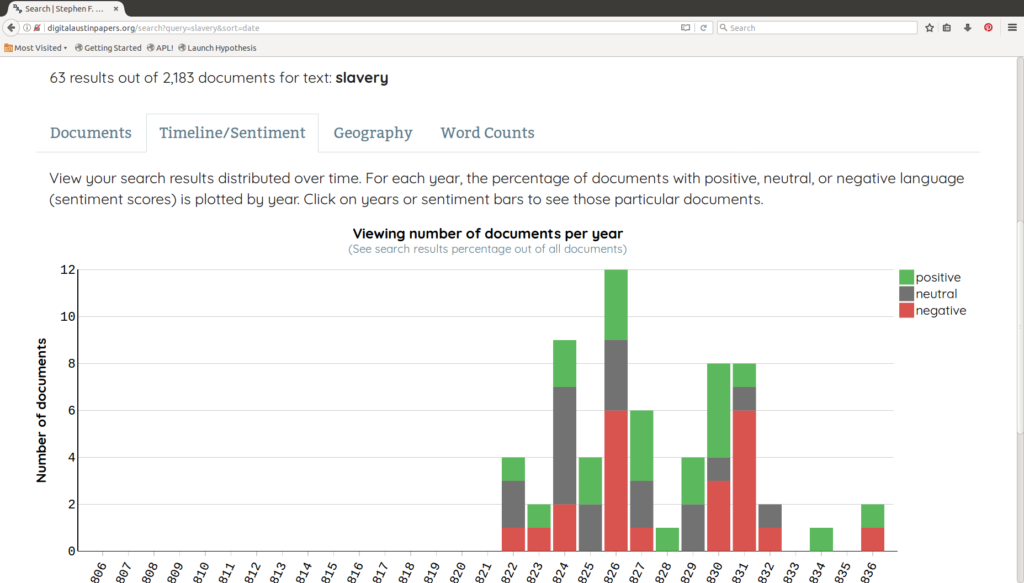 Search | Stephen F. ...
digitalaustinpapers.org/search?query=slavery&sort=date
Search
Most Visited
Getting Started
APL!
Launch Hypothesis
63 results out of 2,183 documents for text: slavery
Documents
Timeline/Sentiment
Geography
Word Counts
View your search results distributed over time. For each year, the percentage of documents with positive, neutral, or negative language
(sentiment scores) is plotted by year. Click on years or sentiment bars to see those particular documents.
Viewing number of documents per year
(See search results percentage out of all documents)
12
10
8
6
4
2
0
Number of documents
positive
neutral
negative
806
807
808
809
810
811
812
813
814
815
816
817
818
819
820
821
822
823
824
825
826
827
828
829
830
831
832
833
834
835
836